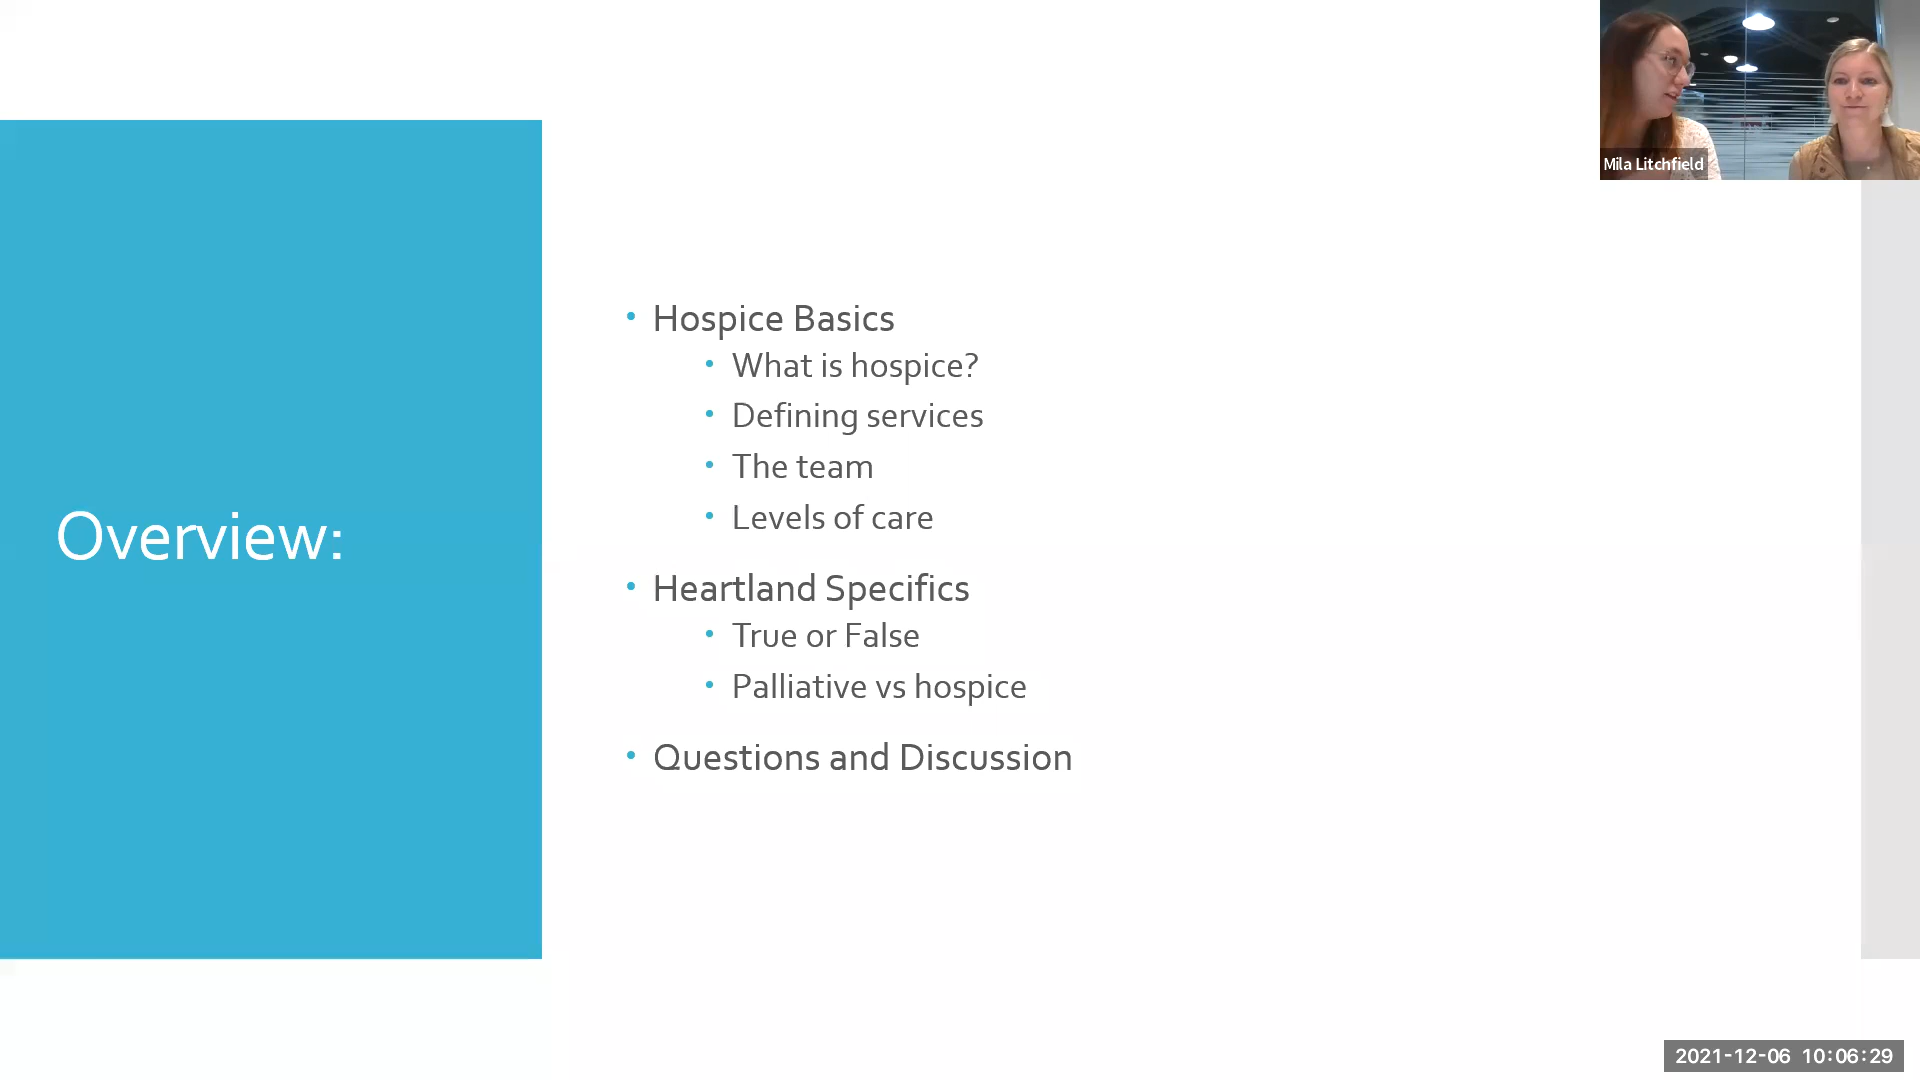 Mila Litchfield
Overview:
• Hospice Basics
• What is hospice?
• Defining services
• The team
• Levels of care
• Heartland Specifics
• True or False
• Palliative vs hospice
• Questions and Discussion
2021-12-06 10:06:29